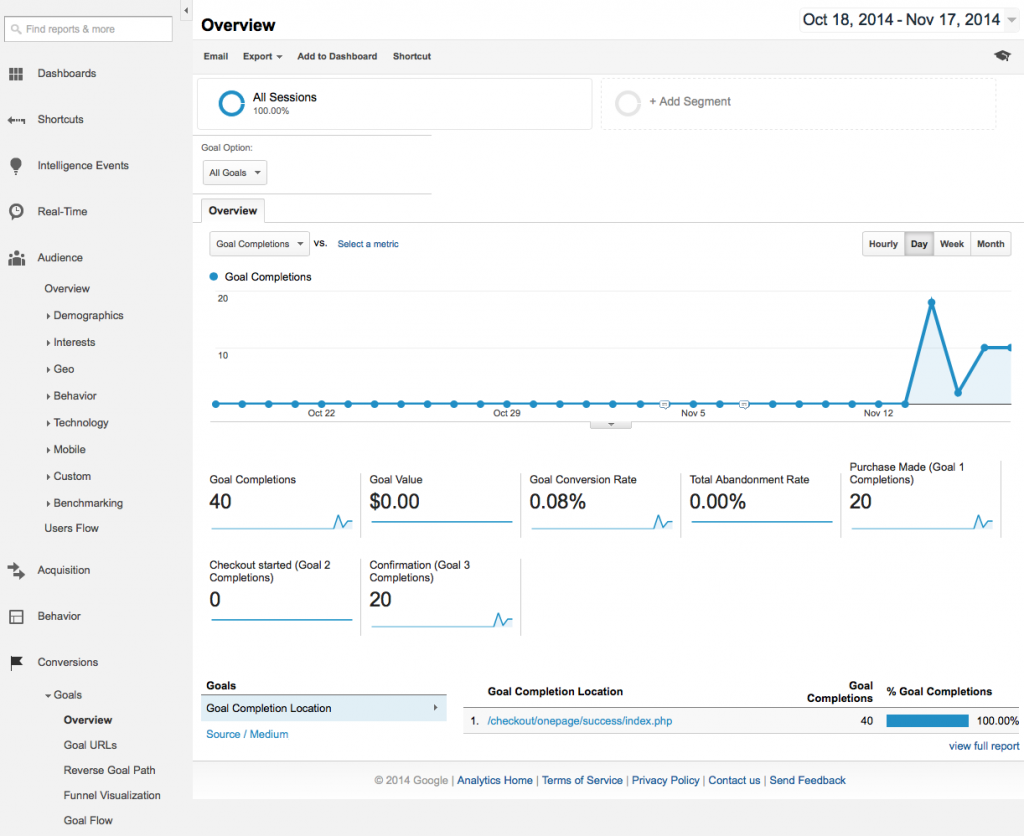 Find reports & more
Dashboards
Shortcuts
Intelligence Events
Real-Time
Audience
Overview
Demographics
Interests
Geo
Behavior
Technology
Mobile
Custom
Benchmarking
Users Flow
Acquisition
Behavior
Conversions
Goals
Overview
Goal URLs
Reverse Goal Path
Funnel Visualization
Goal Flow
Overview
Oct 18, 2014 - Nov 17, 2014
Email Export Add to Dashboard Shortcut
All Sessions
100.00%
+ Add Segment
Goal Option:
All Goals
Overview
Goal Completions VS. Select a metric
Hourly Day Week Month
Goal Completions
20
10
Oct 22 Oct 29 Nov 5 Nov 12
Goal Completions
40
Goal Value
$0.00
Goal Conversion Rate
0.08%
Total Abandonment Rate
0.00%
Purchase Made (Goal 1
Completions)
20
Checkout started (Goal 2
Completions)
0
Confirmation (Goal 3
Completions)
20
Goals
Goal Completion Location
Source / Medium
Goal Completion Location
Goal
Completions
% Goal Completions
1. /checkout/onepage/success/index.php 40 100.00%
view full report
© 2014 Google | Analytics Home | Terms of Service | Privacy Policy | Contact us | Send Feedback